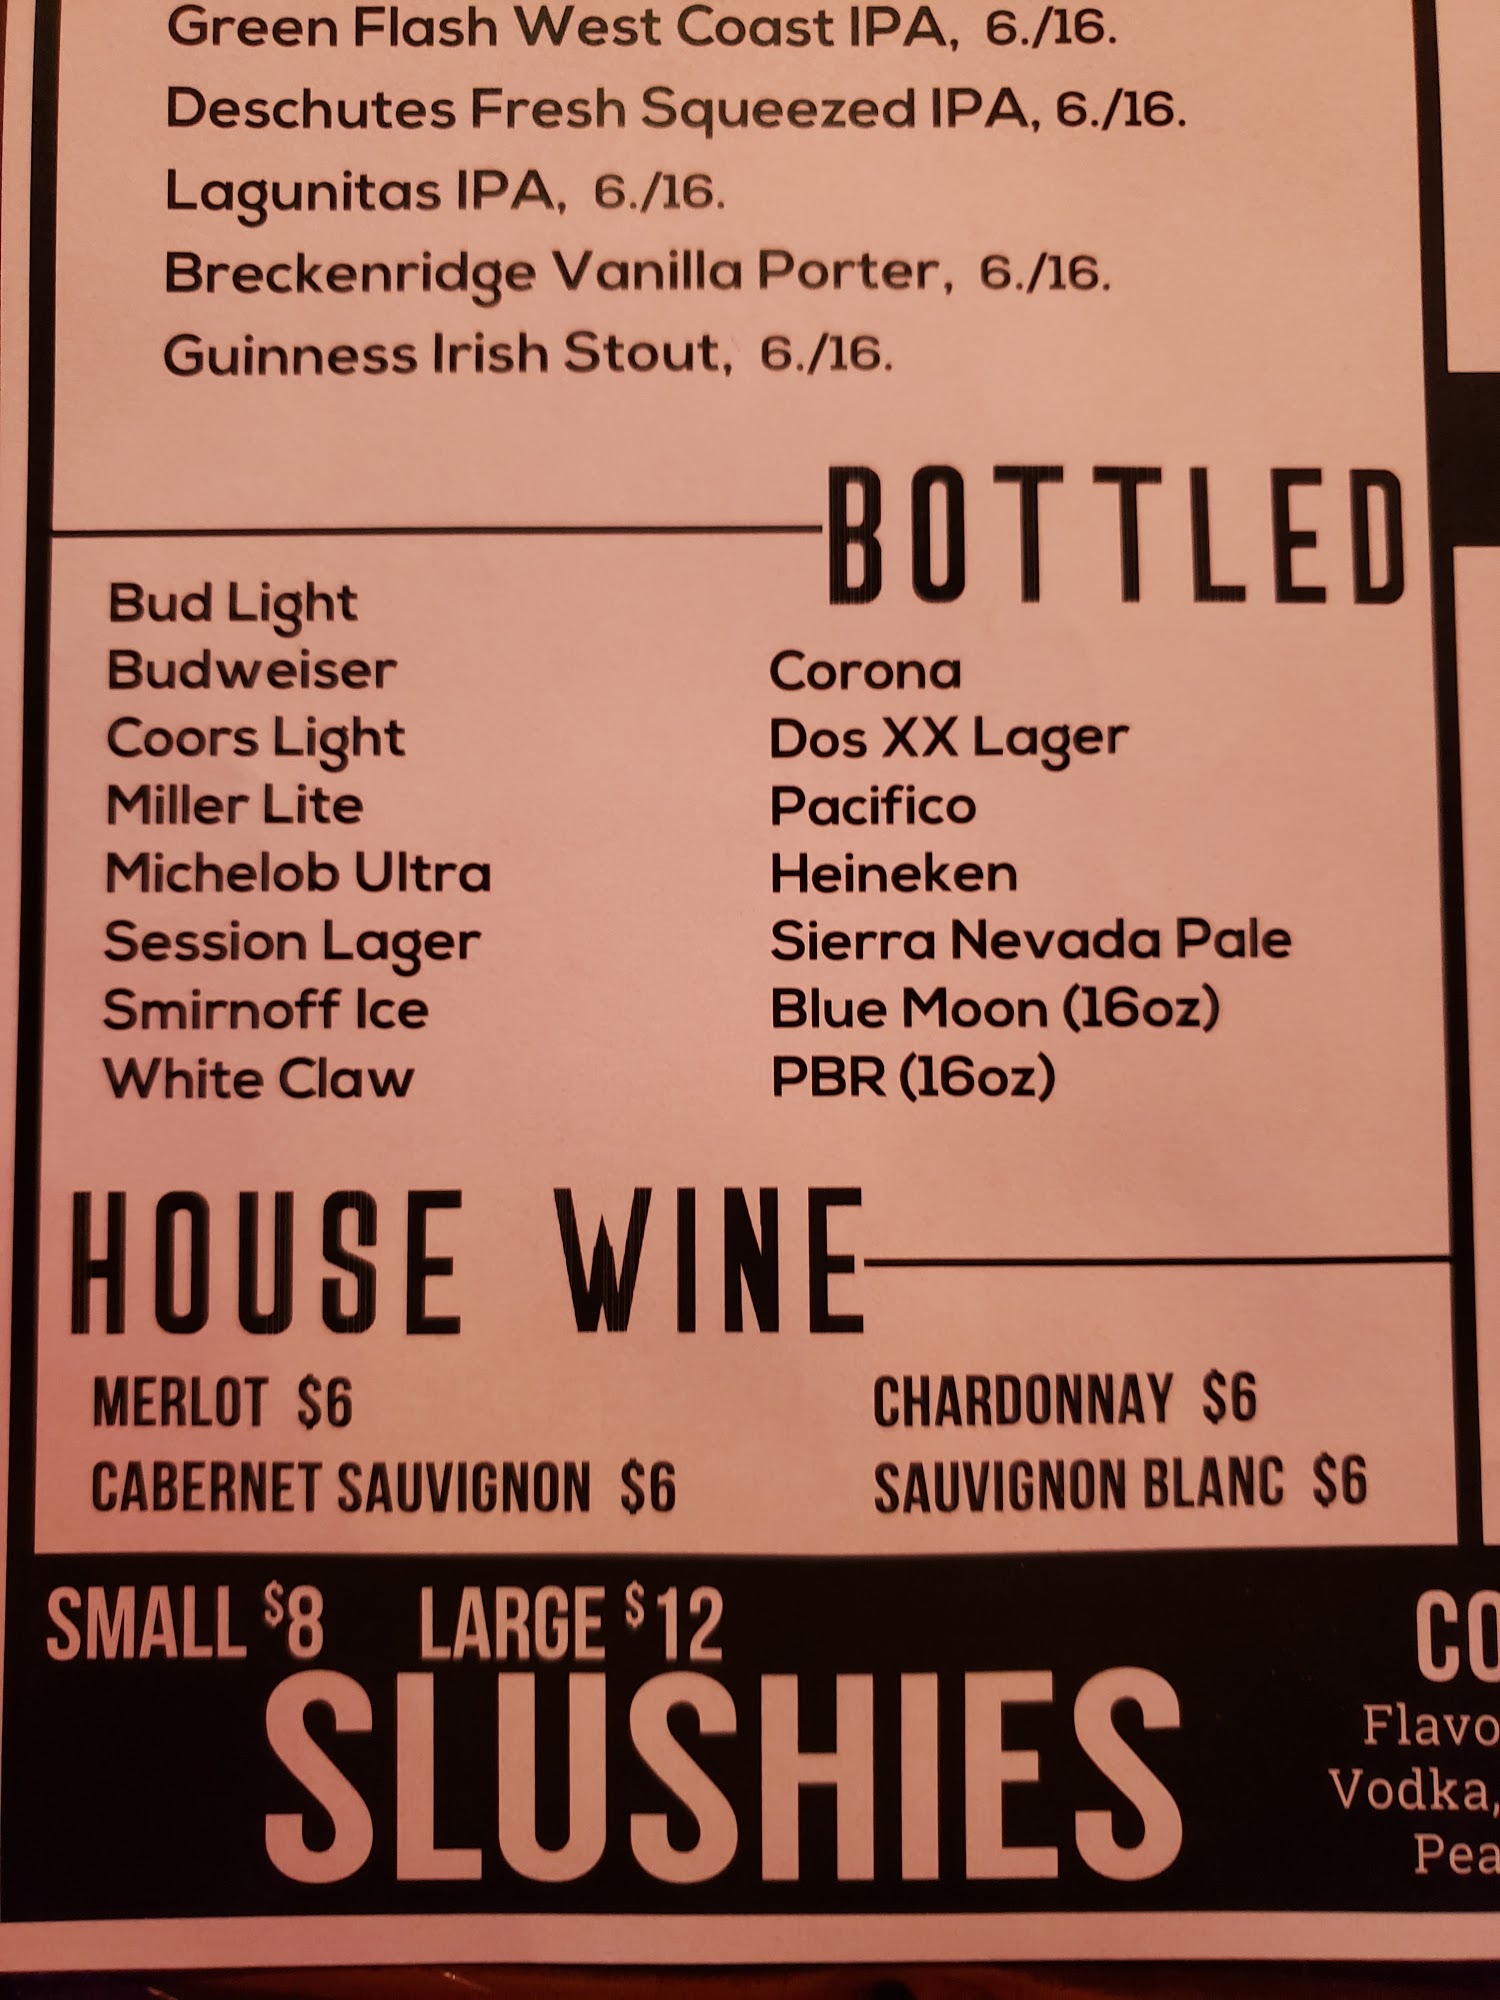 Green Flash West Coast IPA, 6./16.
Deschutes Fresh Squeezed IPA, 6./16.
Lagunitas IPA, 6./16.
Breckenridge Vanilla Porter, 6./16.
Guinness Irish Stout, 6./16.
BOTTLED
Bud Light
Budweiser
Coors Light
Miller Lite
Michelob Ultra
Session Lager
Smirnoff Ice
White Claw
Corona
Dos XX Lager
Pacifico
Heineken
Sierra Nevada Pale
Blue Moon (16oz)
PBR (16oz)
HOUSE WINE
MERLOT $6
CABERNET SAUVIGNON $6
CHARDONNAY $6
SAUVIGNON BLANC $6
SMALL $8 LARGE $12
SLUSHIES
Vodka,